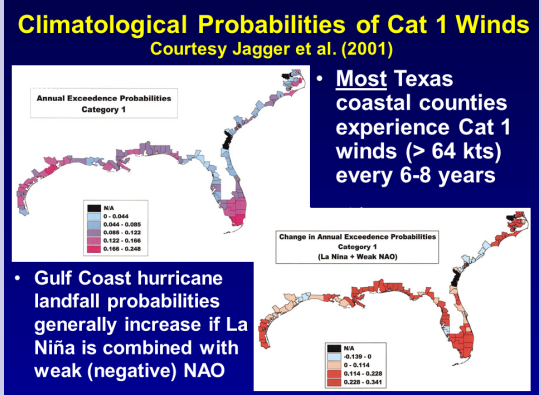 Climatological Probabilities of Cat 1 Winds
Courtesy Jagger et al. (2001)
Annual Exceedence Probabilities
Category 1
N/A
0 - 0.044
0.044 - 0.085
0.085 - 0.122
0.122 - 0.166
0.166 - 0.248
• Most Texas
coastal counties
experience Cat 1
winds (> 64 kts)
every 6-8 years
• Gulf Coast hurricane
landfall probabilities
generally increase if La
Niña is combined with
weak (negative) NAO
Change in Annual Exceedence Probabilities
Category 1
(La Nina + Weak NAO)
N/A
-0.139 - 0
0 - 0.114
0.114 - 0.228
0.228 - 0.341